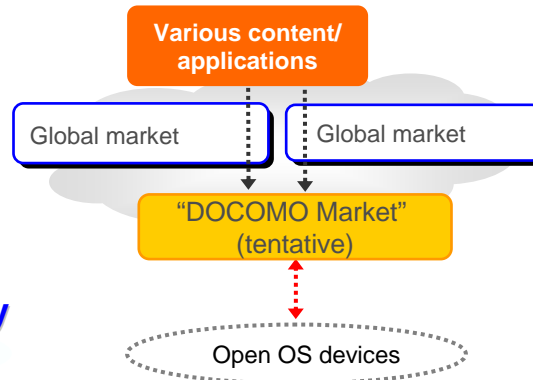 Various content/
applications
Global market
Global market
“DOCOMO Market”
(tentative)
Open OS devices